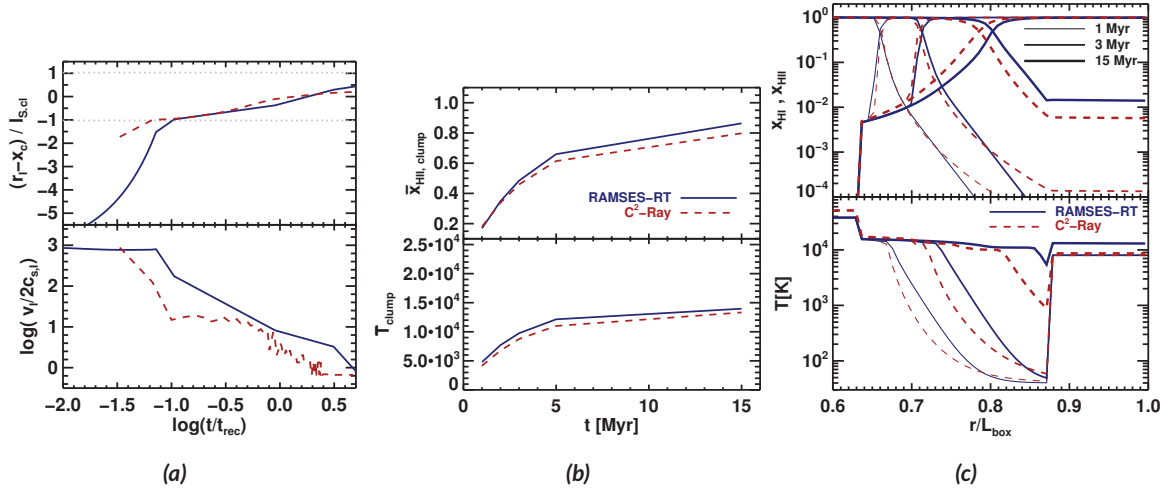 1
0
−1
−2
−3
−4
−5
(r_I−x_c) / l_S,cl
3
2
1
0
log( v_I/2c_s,I)
−2.0 −1.5 −1.0 −0.5 0.0 0.5
log(t/t_rec)
(a)
1.0
0.8
0.6
0.4
0.2
x̄_HII, clump
RAMSES−RT
C²−Ray
2.5•10⁴
2.0•10⁴
1.5•10⁴
1.0•10⁴
5.0•10³
0
T_clump
0 5 10 15
t [Myr]
(b)
10⁰
10⁻¹
10⁻²
10⁻³
10⁻⁴
x_HI , x_HII
1 Myr
3 Myr
15 Myr
RAMSES−RT
C²−Ray
10⁴
10³
10²
T[K]
0.6 0.7 0.8 0.9 1.0
r/L_box
(c)